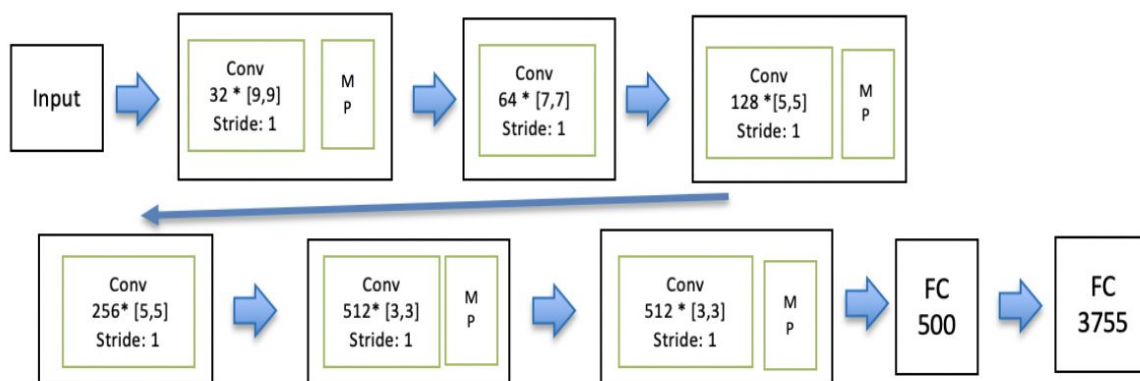 Input
Conv
32 * [9,9]
Stride: 1
M
P
Conv
64 * [7,7]
Stride: 1
Conv
128 *[5,5]
Stride: 1
M
P
Conv
256* [5,5]
Stride: 1
Conv
512* [3,3]
Stride: 1
M
P
Conv
512 * [3,3]
Stride: 1
M
P
FC
500
FC
3755